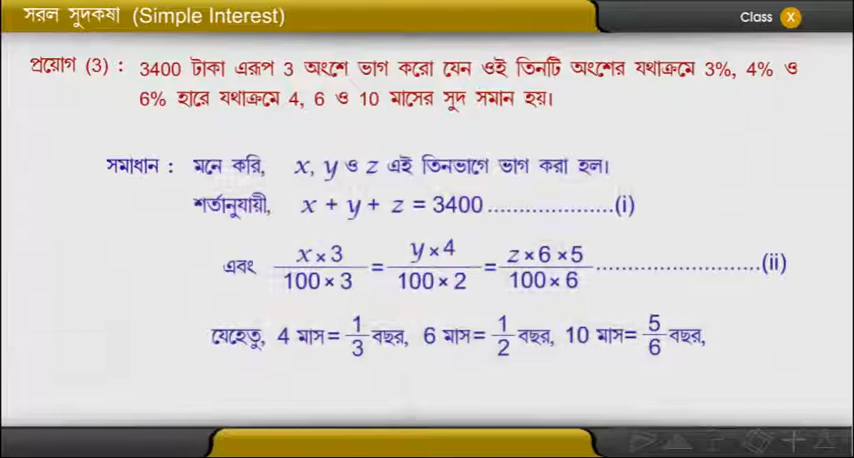 সরল সুদকষা (Simple Interest)
Class X
প্রয়োগ (3) : 3400 টাকা এরূপ 3 অংশে ভাগ করো যেন ওই তিনটি অংশের যথাক্রমে 3%, 4% ও
6% হারে যথাক্রমে 4, 6 ও 10 মাসের সুদ সমান হয়।
সমাধান : মনে করি, x, y ও z এই তিনভাগে ভাগ করা হল।
শর্তানুযায়ী, x + y + z = 3400 .....................(i)
এবং (x × 3)/(100 × 3) = (y × 4)/(100 × 2) = (z × 6 × 5)/(100 × 6) ...........................(ii)
যেহেতু, 4 মাস = 1/3 বছর, 6 মাস = 1/2 বছর, 10 মাস = 5/6 বছর,